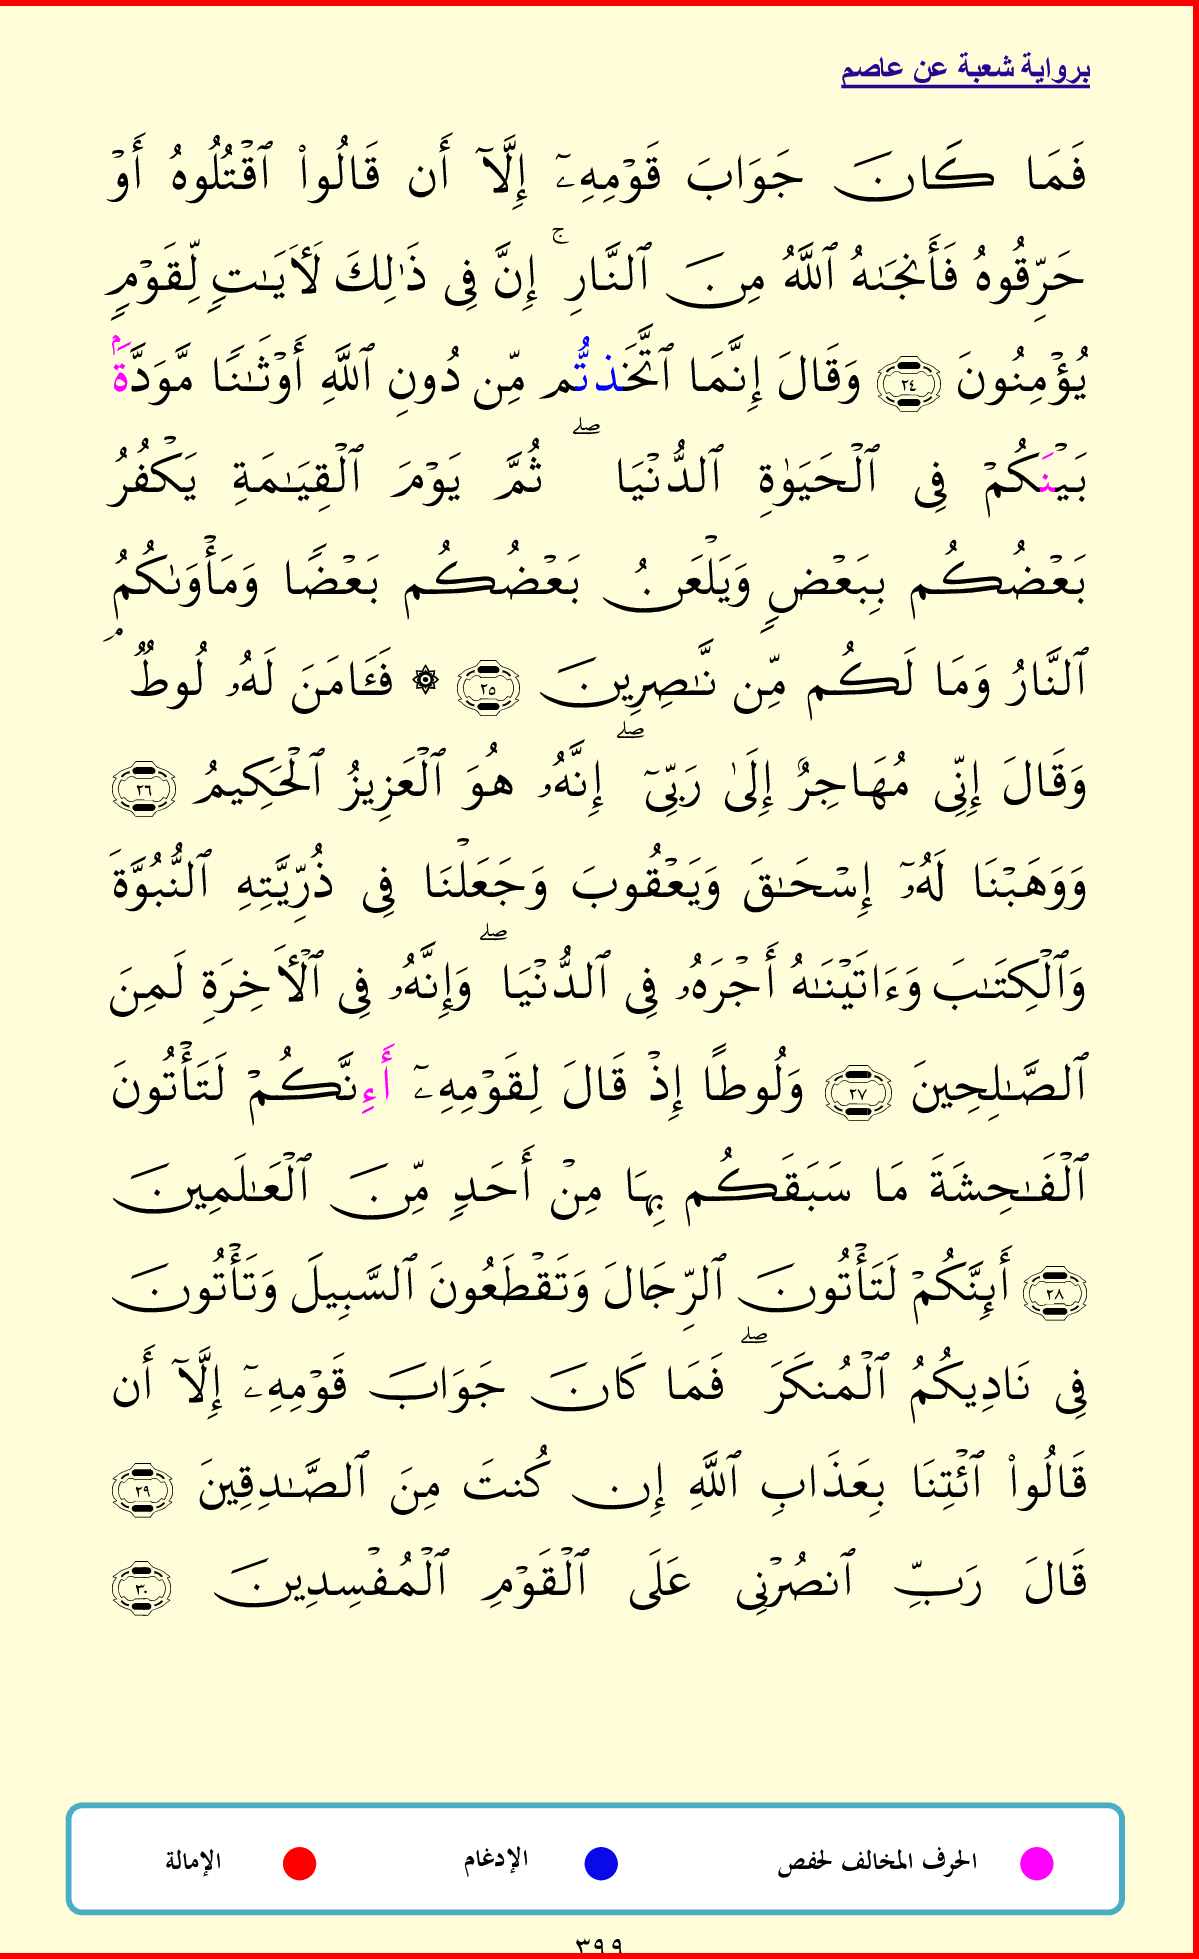 برواية شعبة عن عاصم
فَمَا كَانَ جَوَابَ قَوْمِهِۦٓ إِلَّآ أَن قَالُوا۟ ٱقْتُلُوهُ أَوْ
حَرِّقُوهُ فَأَنجَىٰهُ ٱللَّهُ مِنَ ٱلنَّارِ ۚ إِنَّ فِى ذَٰلِكَ لَـَٔايَـٰتٍ لِّقَوْمٍ
يُؤْمِنُونَ ٢٤ وَقَالَ إِنَّمَا ٱتَّخَذتُّم مِّن دُونِ ٱللَّهِ أَوْثَـٰنًا مَّوَدَّةًۢ
بَيْنَكُمْ فِى ٱلْحَيَوٰةِ ٱلدُّنْيَا ۖ ثُمَّ يَوْمَ ٱلْقِيَـٰمَةِ يَكْفُرُ
بَعْضُكُم بِبَعْضٍ وَيَلْعَنُ بَعْضُكُم بَعْضًا وَمَأْوَىٰكُمُ
ٱلنَّارُ وَمَا لَكُم مِّن نَّـٰصِرِينَ ٢٥ ۞ فَـَٔامَنَ لَهُۥ لُوطٌ ۘ
وَقَالَ إِنِّى مُهَاجِرٌ إِلَىٰ رَبِّىٓ ۖ إِنَّهُۥ هُوَ ٱلْعَزِيزُ ٱلْحَكِيمُ ٢٦
وَوَهَبْنَا لَهُۥٓ إِسْحَـٰقَ وَيَعْقُوبَ وَجَعَلْنَا فِى ذُرِّيَّتِهِ ٱلنُّبُوَّةَ
وَٱلْكِتَـٰبَ وَءَاتَيْنَـٰهُ أَجْرَهُۥ فِى ٱلدُّنْيَا ۖ وَإِنَّهُۥ فِى ٱلْـَٔاخِرَةِ لَمِنَ
ٱلصَّـٰلِحِينَ ٢٧ وَلُوطًا إِذْ قَالَ لِقَوْمِهِۦٓ أَءِنَّكُمْ لَتَأْتُونَ
ٱلْفَـٰحِشَةَ مَا سَبَقَكُم بِهَا مِنْ أَحَدٍ مِّنَ ٱلْعَـٰلَمِينَ
٢٨ أَئِنَّكُمْ لَتَأْتُونَ ٱلرِّجَالَ وَتَقْطَعُونَ ٱلسَّبِيلَ وَتَأْتُونَ
فِى نَادِيكُمُ ٱلْمُنكَرَ ۖ فَمَا كَانَ جَوَابَ قَوْمِهِۦٓ إِلَّآ أَن
قَالُوا۟ ٱئْتِنَا بِعَذَابِ ٱللَّهِ إِن كُنتَ مِنَ ٱلصَّـٰدِقِينَ ٢٩
قَالَ رَبِّ ٱنصُرْنِى عَلَى ٱلْقَوْمِ ٱلْمُفْسِدِينَ ٣٠
الحرف المخالف لحفص الإدغام الإمالة
٣٩٩